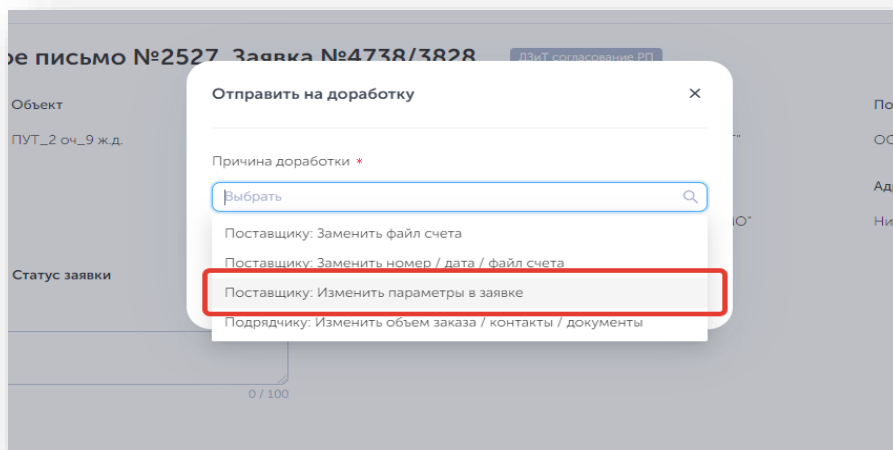 ое письмо №2527 Заявка №4738/3828 ДЗиТ согласование РП
Отправить на доработку
Объект
ПУТ_2 оч_9 ж.д.
Причина доработки *
Выбрать
Поставщику: Заменить файл счета
Поставщику: Заменить номер / дата / файл счета
Статус заявки
Поставщику: Изменить параметры в заявке
Подрядчику: Изменить объем заказа / контакты / документы
0 / 100